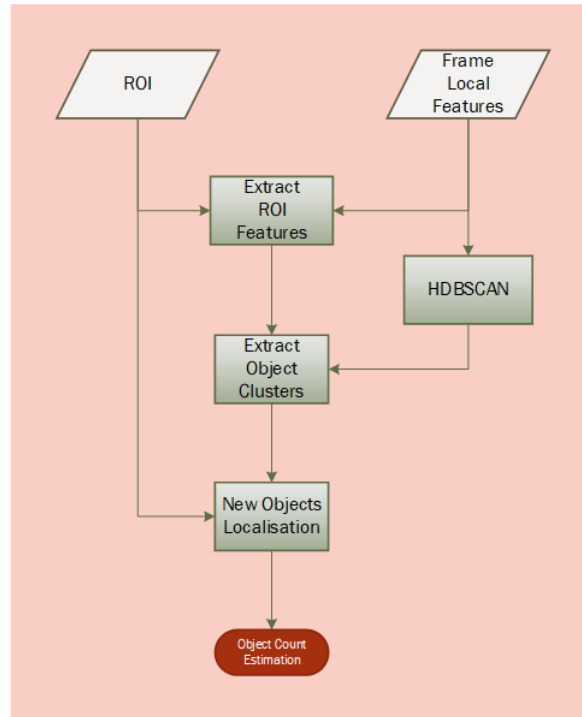 ROI
Frame
Local
Features
Extract
ROI
Features
HDBSCAN
Extract
Object
Clusters
New Objects
Localisation
Object Count
Estimation